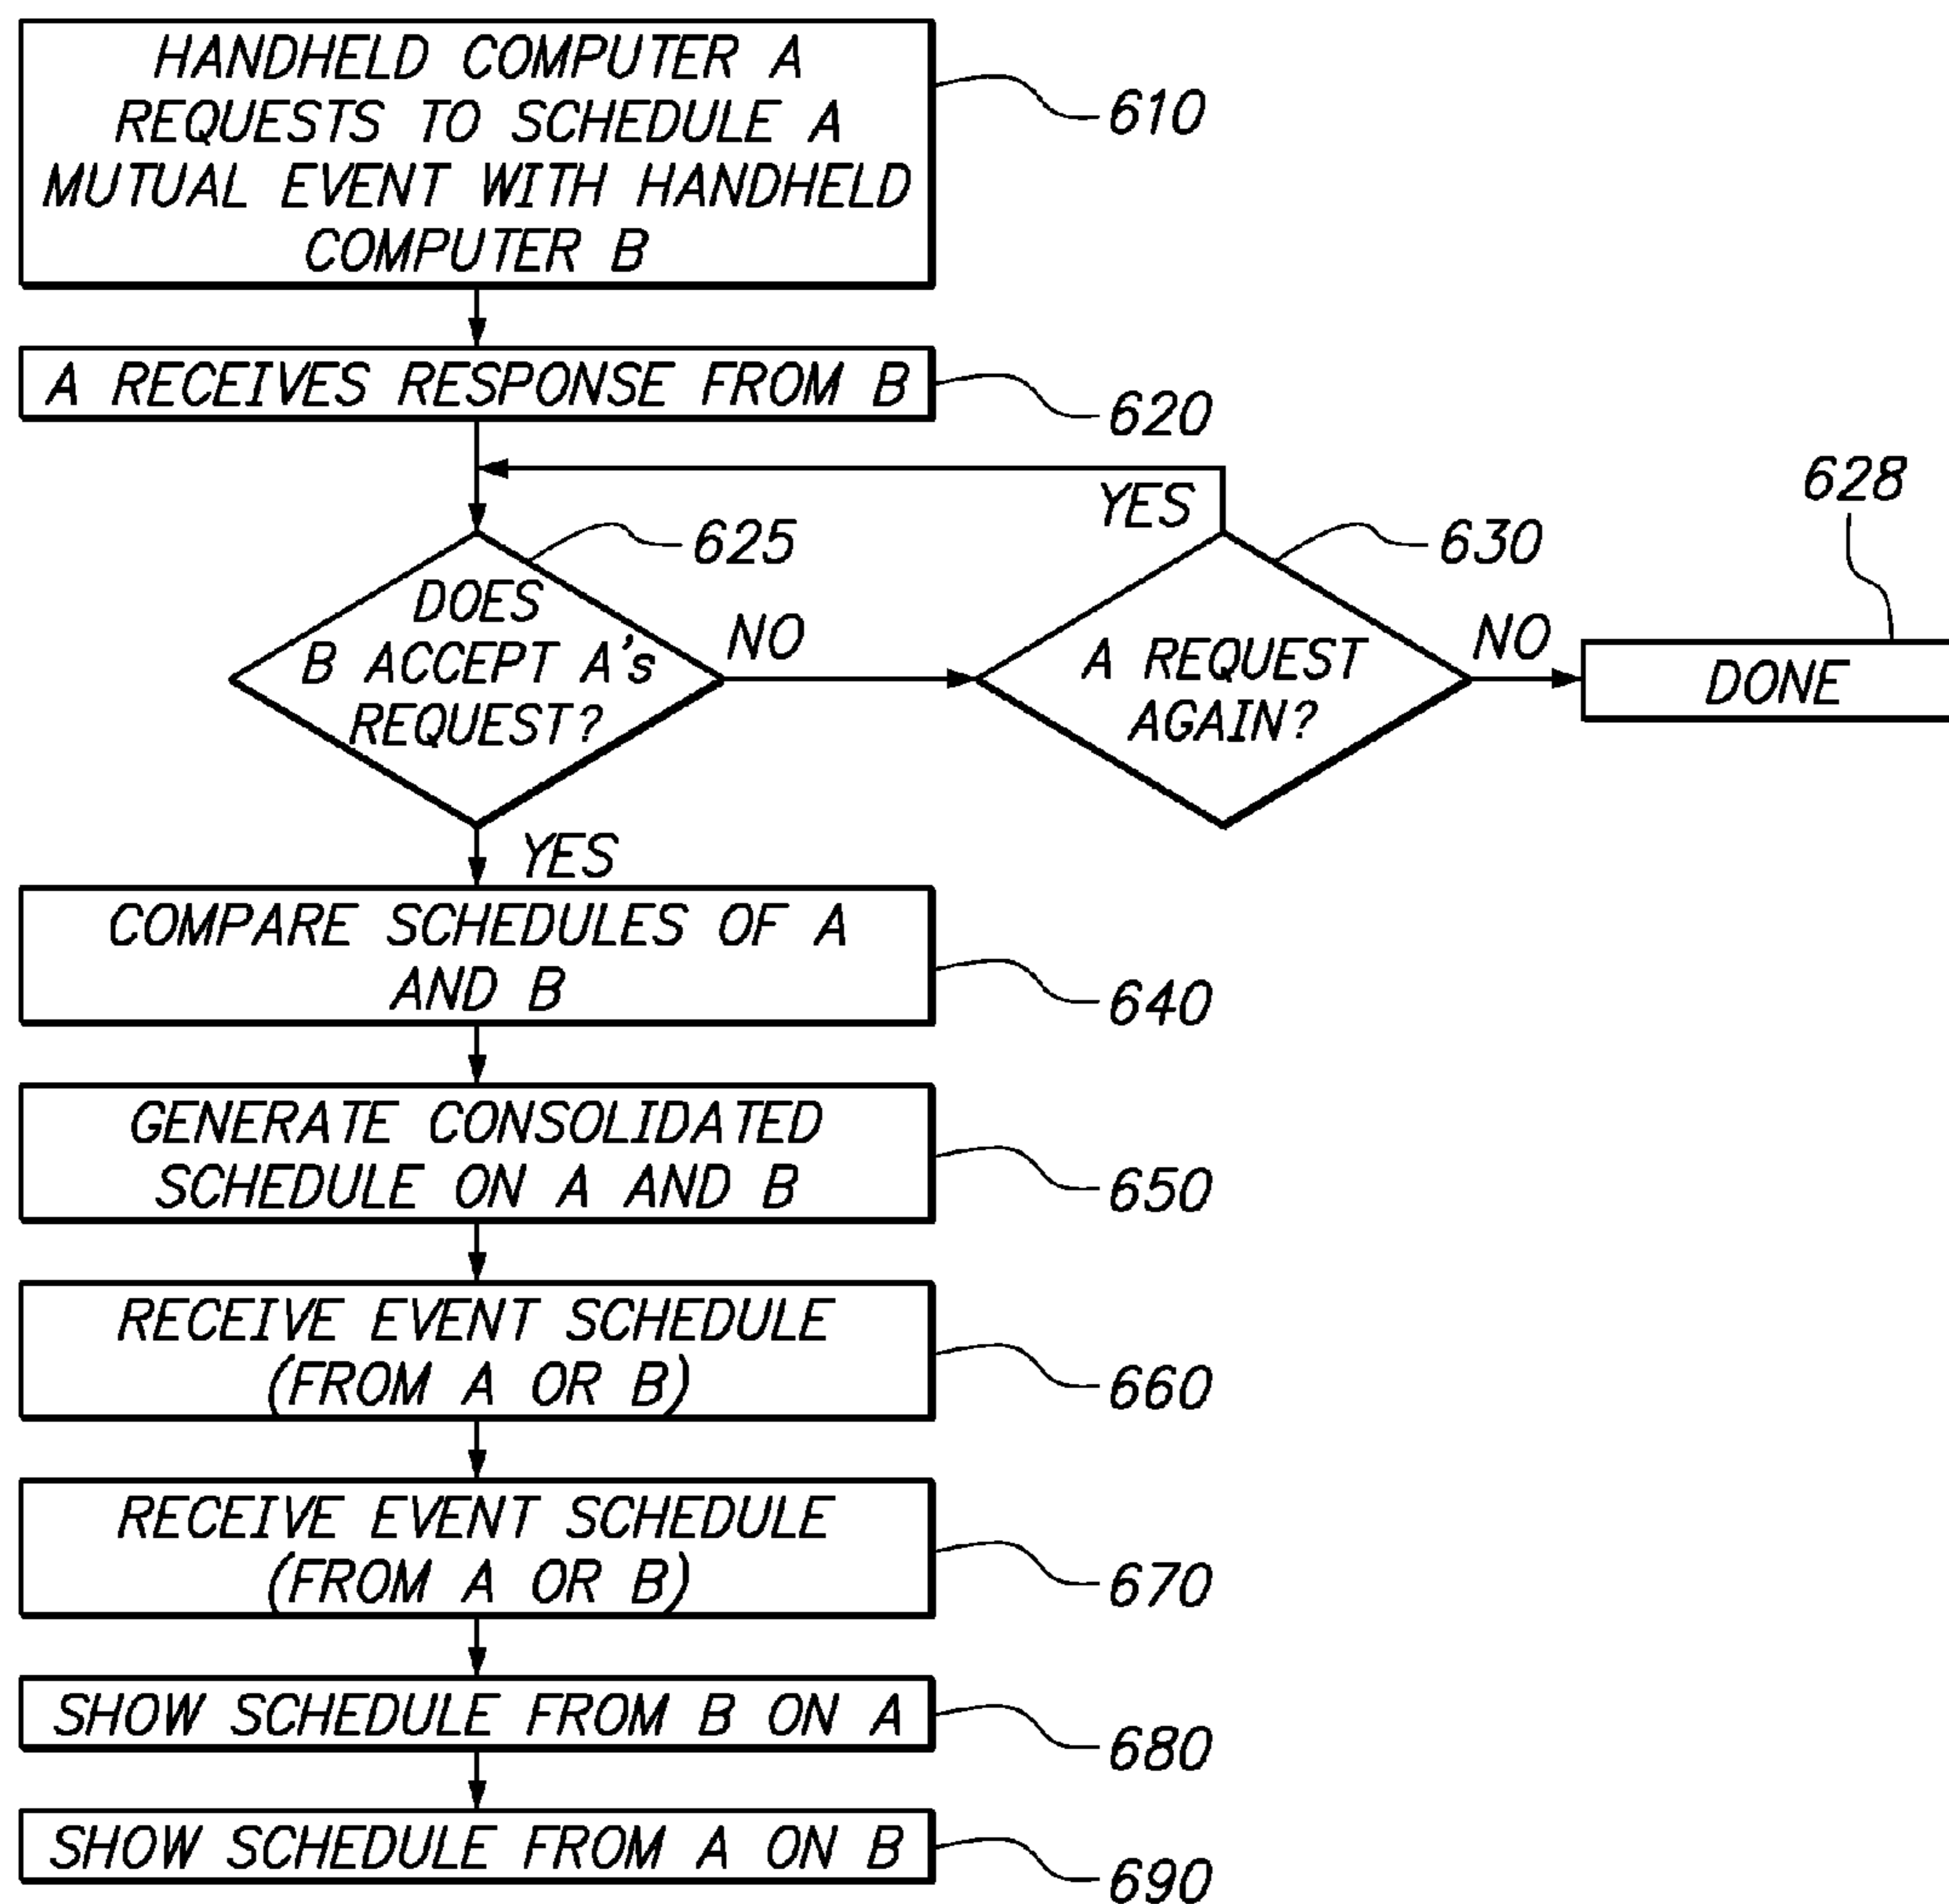 HANDHELD COMPUTER A
REQUESTS TO SCHEDULE A
MUTUAL EVENT WITH HANDHELD
COMPUTER B
610
A RECEIVES RESPONSE FROM B
620
628
YES
625
630
DOES
B ACCEPT A's
REQUEST?
NO
A REQUEST
AGAIN?
NO
DONE
YES
COMPARE SCHEDULES OF A
AND B
640
GENERATE CONSOLIDATED
SCHEDULE ON A AND B
650
RECEIVE EVENT SCHEDULE
(FROM A OR B)
660
RECEIVE EVENT SCHEDULE
(FROM A OR B)
670
SHOW SCHEDULE FROM B ON A
680
SHOW SCHEDULE FROM A ON B
690